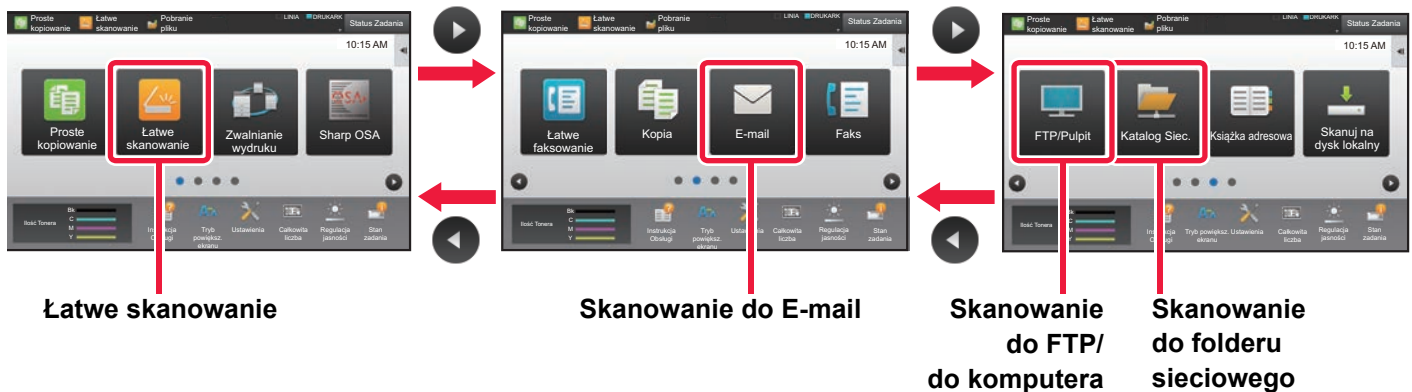 Proste kopiowanie
Łatwe skanowanie
Pobranie pliku
LINIA
DRUKARK
Status Zadania
10:15 AM
Proste kopiowanie
Łatwe skanowanie
Zwalnianie wydruku
Sharp OSA
Ilość Tonera
Bk
C
M
Y
Instrukcja Obsługi
Tryb powiększ. ekranu
Ustawienia
Całkowita liczba
Regulacja jasności
Stan zadania
Proste kopiowanie
Łatwe skanowanie
Pobranie pliku
LINIA
DRUKARK
Status Zadania
10:15 AM
Łatwe faksowanie
Kopia
E-mail
Faks
Ilość Tonera
Bk
C
M
Y
Instrukcja Obsługi
Tryb powiększ. ekranu
Ustawienia
Całkowita liczba
Regulacja jasności
Stan zadania
Proste kopiowanie
Łatwe skanowanie
Pobranie pliku
LINIA
DRUKARK
Status Zadania
10:15 AM
FTP/Pulpit
Katalog Siec.
Książka adresowa
Skanuj na dysk lokalny
Ilość Tonera
Bk
C
M
Y
Instrukcja Obsługi
Tryb powiększ. ekranu
Ustawienia
Całkowita liczba
Regulacja jasności
Stan zadania
Łatwe skanowanie
Skanowanie do E-mail
Skanowanie
do FTP/
do komputera
Skanowanie
do folderu
sieciowego